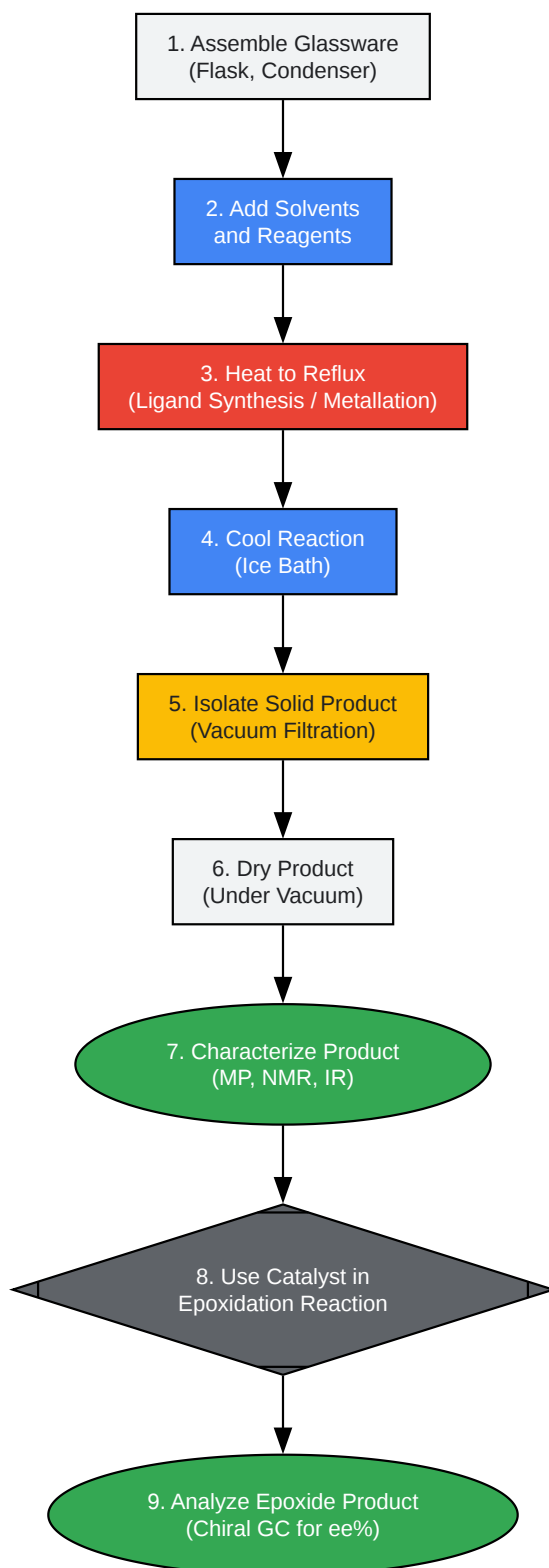 1. Assemble Glassware
(Flask, Condenser)
2. Add Solvents
and Reagents
3. Heat to Reflux
(Ligand Synthesis / Metallation)
4. Cool Reaction
(Ice Bath)
5. Isolate Solid Product
(Vacuum Filtration)
6. Dry Product
(Under Vacuum)
7. Characterize Product
(MP, NMR, IR)
8. Use Catalyst in
Epoxidation Reaction
9. Analyze Epoxide Product
(Chiral GC for ee%)